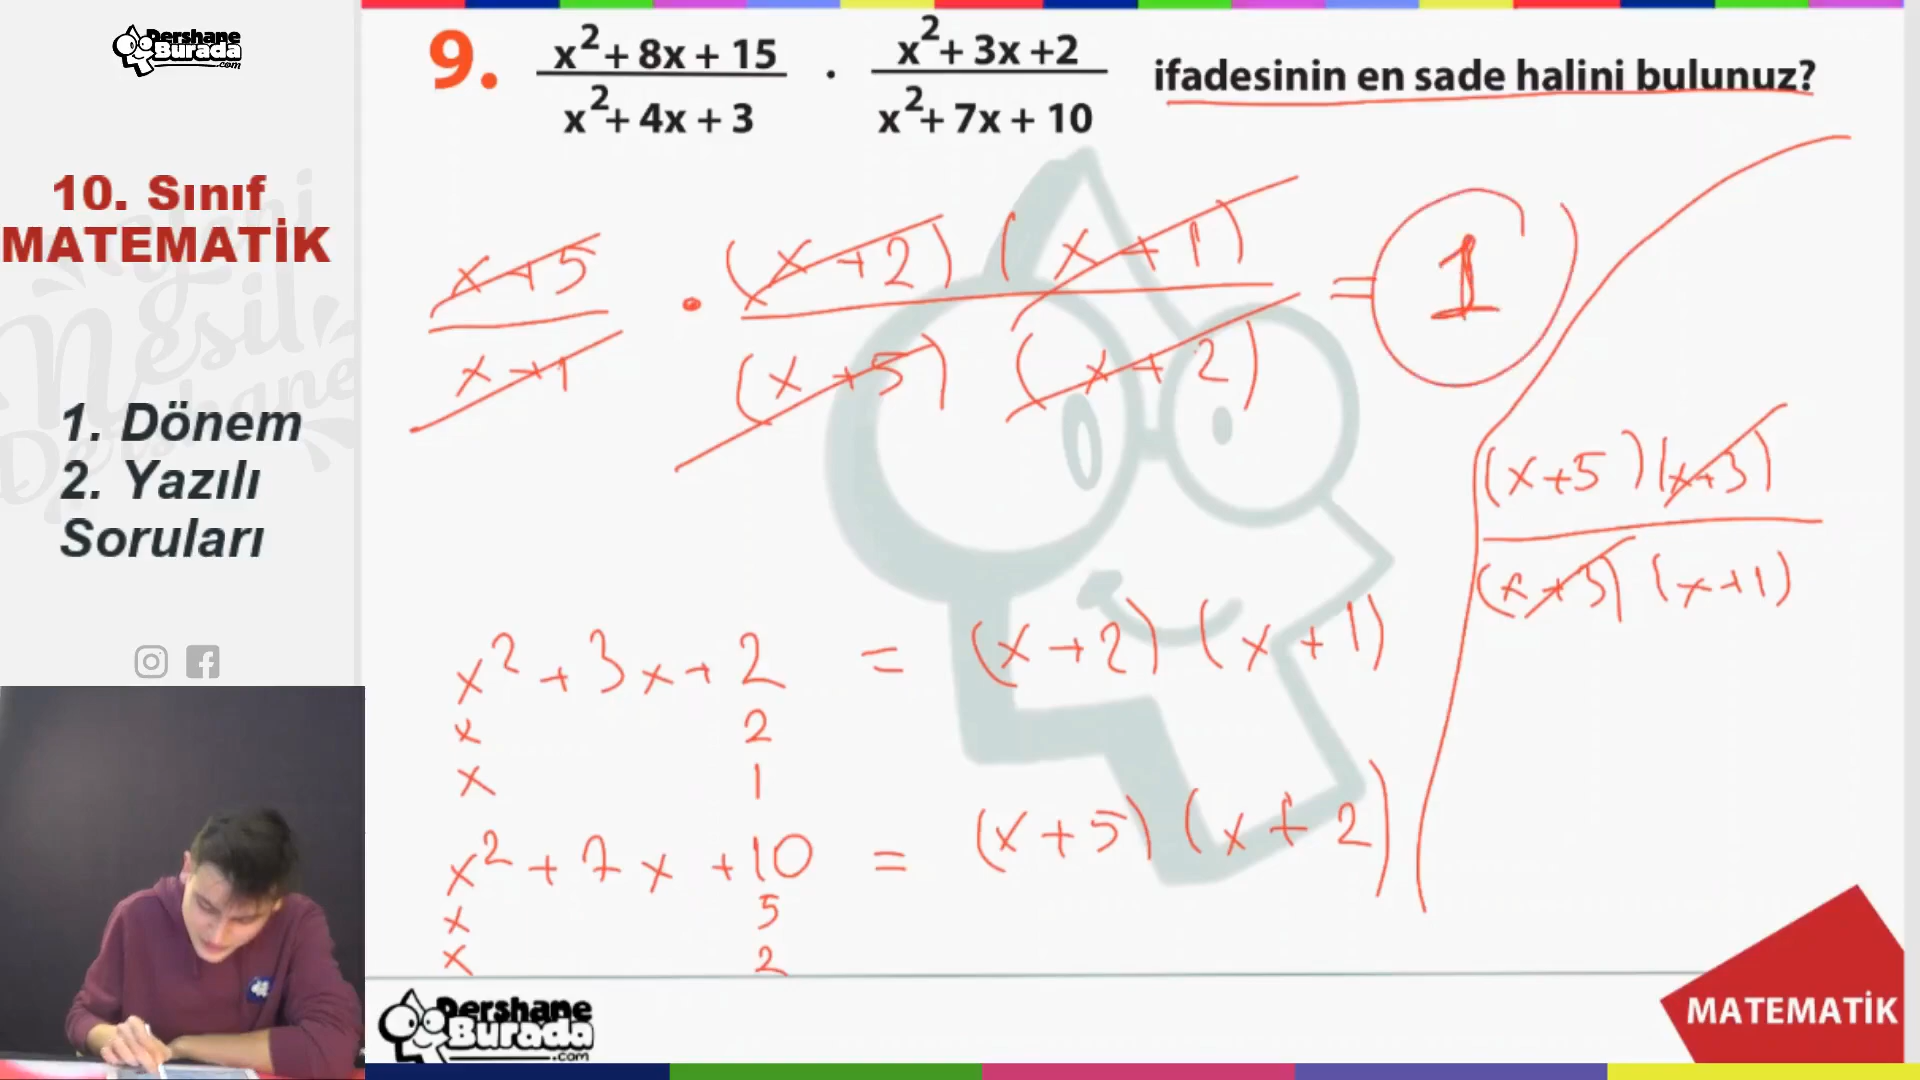 Dershane
Burada
.com
10. Sınıf
MATEMATİK
1. Dönem
2. Yazılı
Soruları
9. x²+ 8x + 15 / x²+ 4x + 3 . x²+ 3x +2 / x²+ 7x + 10 ifadesinin en sade halini bulunuz?
x+5 / x+1 . (x+2) (x+1) / (x+5) (x+2) = 1
(x+5) (x+3)
(x+3) (x+1)
x² + 3x + 2 = (x+2) (x+1)
x 2
x 1
x² + 7x + 10 = (x+5) (x+2)
x 5
x 2
Yeni
Nesil
Dershane
Dershane
Burada
.com
MATEMATİK